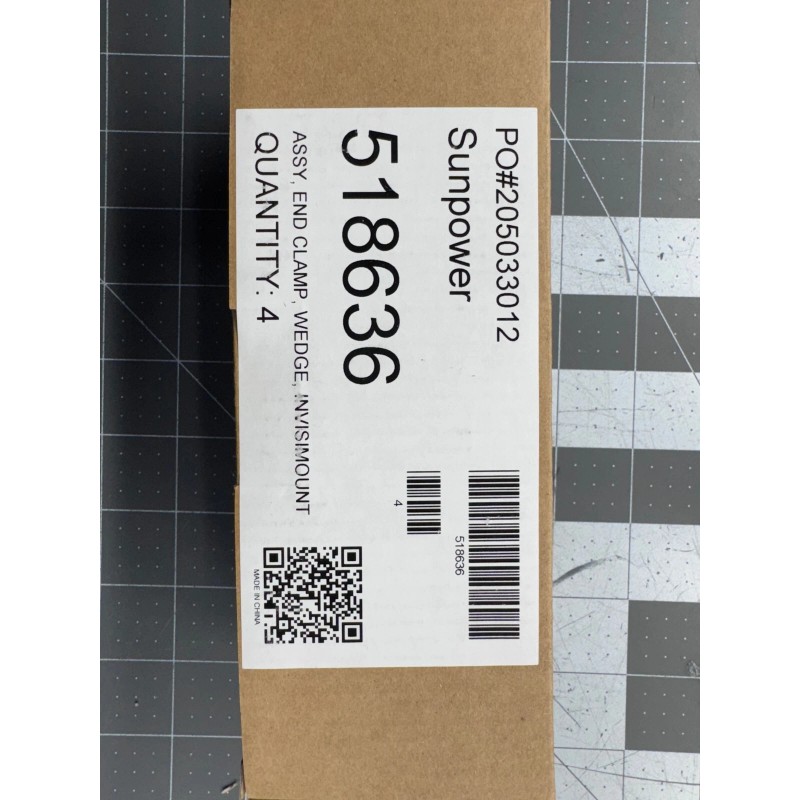 PO#205033012
Sunpower
518636
518636
4
ASSY, END CLAMP, WEDGE, INVISIMOUNT
QUANTITY: 4
MADE IN CHINA